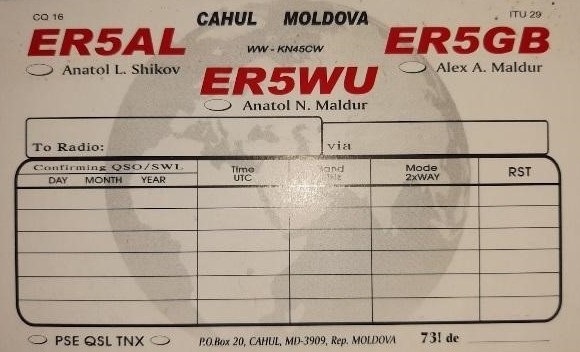 CQ 16 CAHUL MOLDOVA ITU 29
ER5AL WW - KN45CW ER5GB
Anatol L. Shikov Alex A. Maldur
ER5WU
Anatol N. Maldur
To Radio: via
Confirming QSO/SWL Time Mode RST
DAY MONTH YEAR UTC 2xWAY
PSE QSL TNX P.O.Box 20, CAHUL, MD-3909, Rep. MOLDOVA 73! de